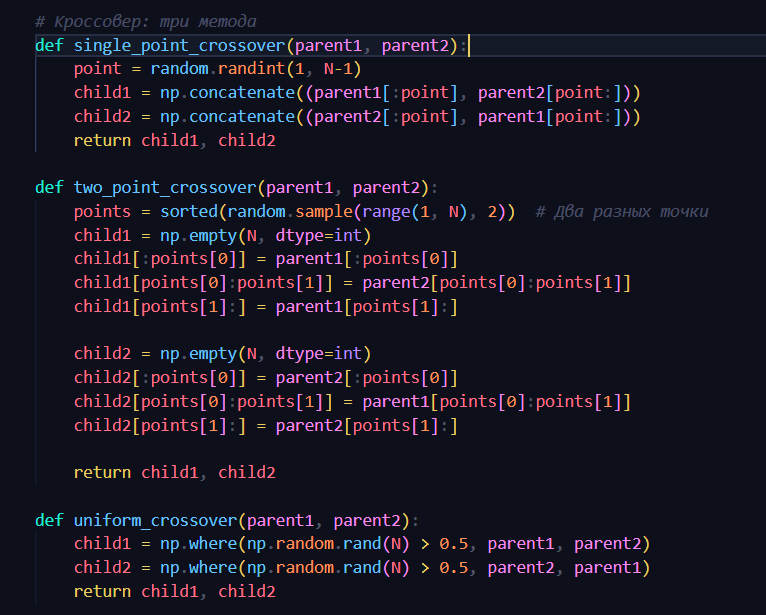 # Кроссовер: три метода
def single_point_crossover(parent1, parent2):
    point = random.randint(1, N-1)
    child1 = np.concatenate((parent1[:point], parent2[point:]))
    child2 = np.concatenate((parent2[:point], parent1[point:]))
    return child1, child2

def two_point_crossover(parent1, parent2):
    points = sorted(random.sample(range(1, N), 2))  # Два разных точки
    child1 = np.empty(N, dtype=int)
    child1[:points[0]] = parent1[:points[0]]
    child1[points[0]:points[1]] = parent2[points[0]:points[1]]
    child1[points[1]:] = parent1[points[1]:]

    child2 = np.empty(N, dtype=int)
    child2[:points[0]] = parent2[:points[0]]
    child2[points[0]:points[1]] = parent1[points[0]:points[1]]
    child2[points[1]:] = parent2[points[1]:]

    return child1, child2

def uniform_crossover(parent1, parent2):
    child1 = np.where(np.random.rand(N) > 0.5, parent1, parent2)
    child2 = np.where(np.random.rand(N) > 0.5, parent2, parent1)
    return child1, child2